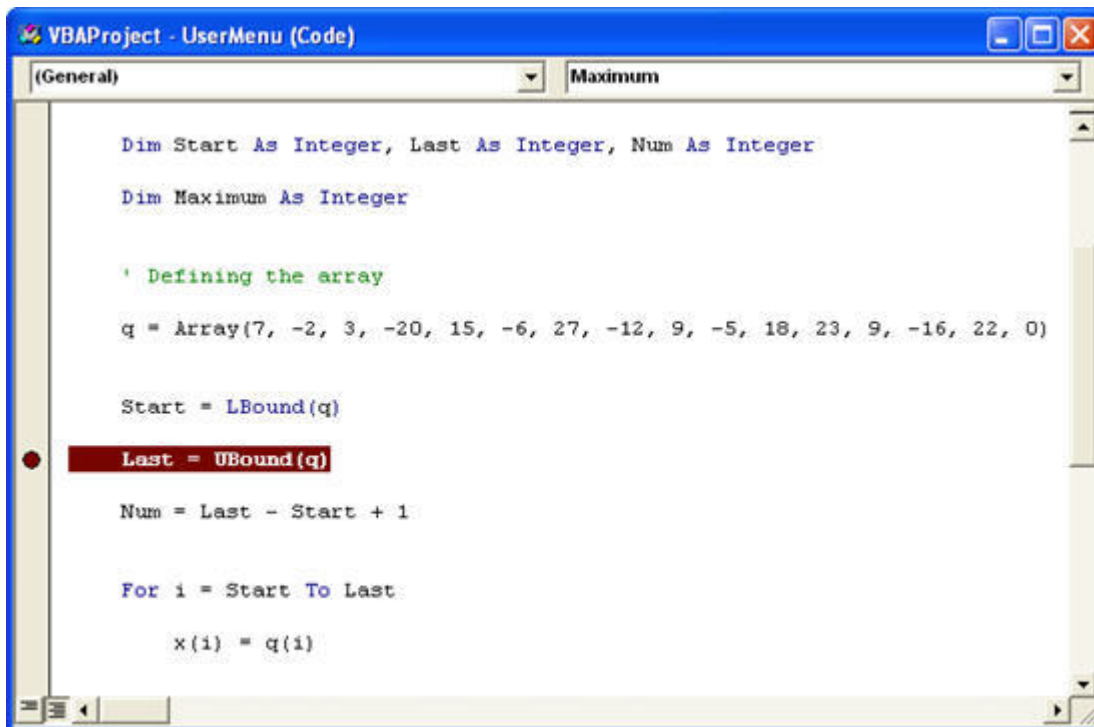 VBAProject - UserMenu (Code)
(General) Maximum
Dim Start As Integer, Last As Integer, Num As Integer
Dim Maximum As Integer
' Defining the array
q = Array(7, -2, 3, -20, 15, -6, 27, -12, 9, -5, 18, 23, 9, -16, 22, 0)
Start = LBound(q)
Last = UBound(q)
Num = Last - Start + 1
For i = Start To Last
x(i) = q(i)